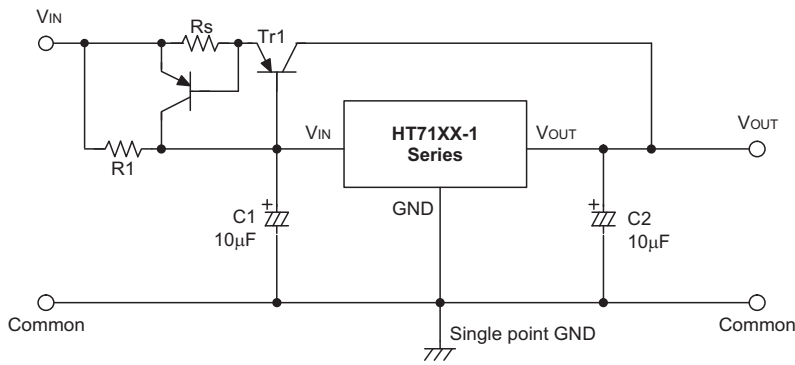 VIN
Rs
Tr1
R1
VIN
HT71XX-1
Series
VOUT
VOUT
GND
C1
10μF
C2
10μF
Common
Single point GND
Common